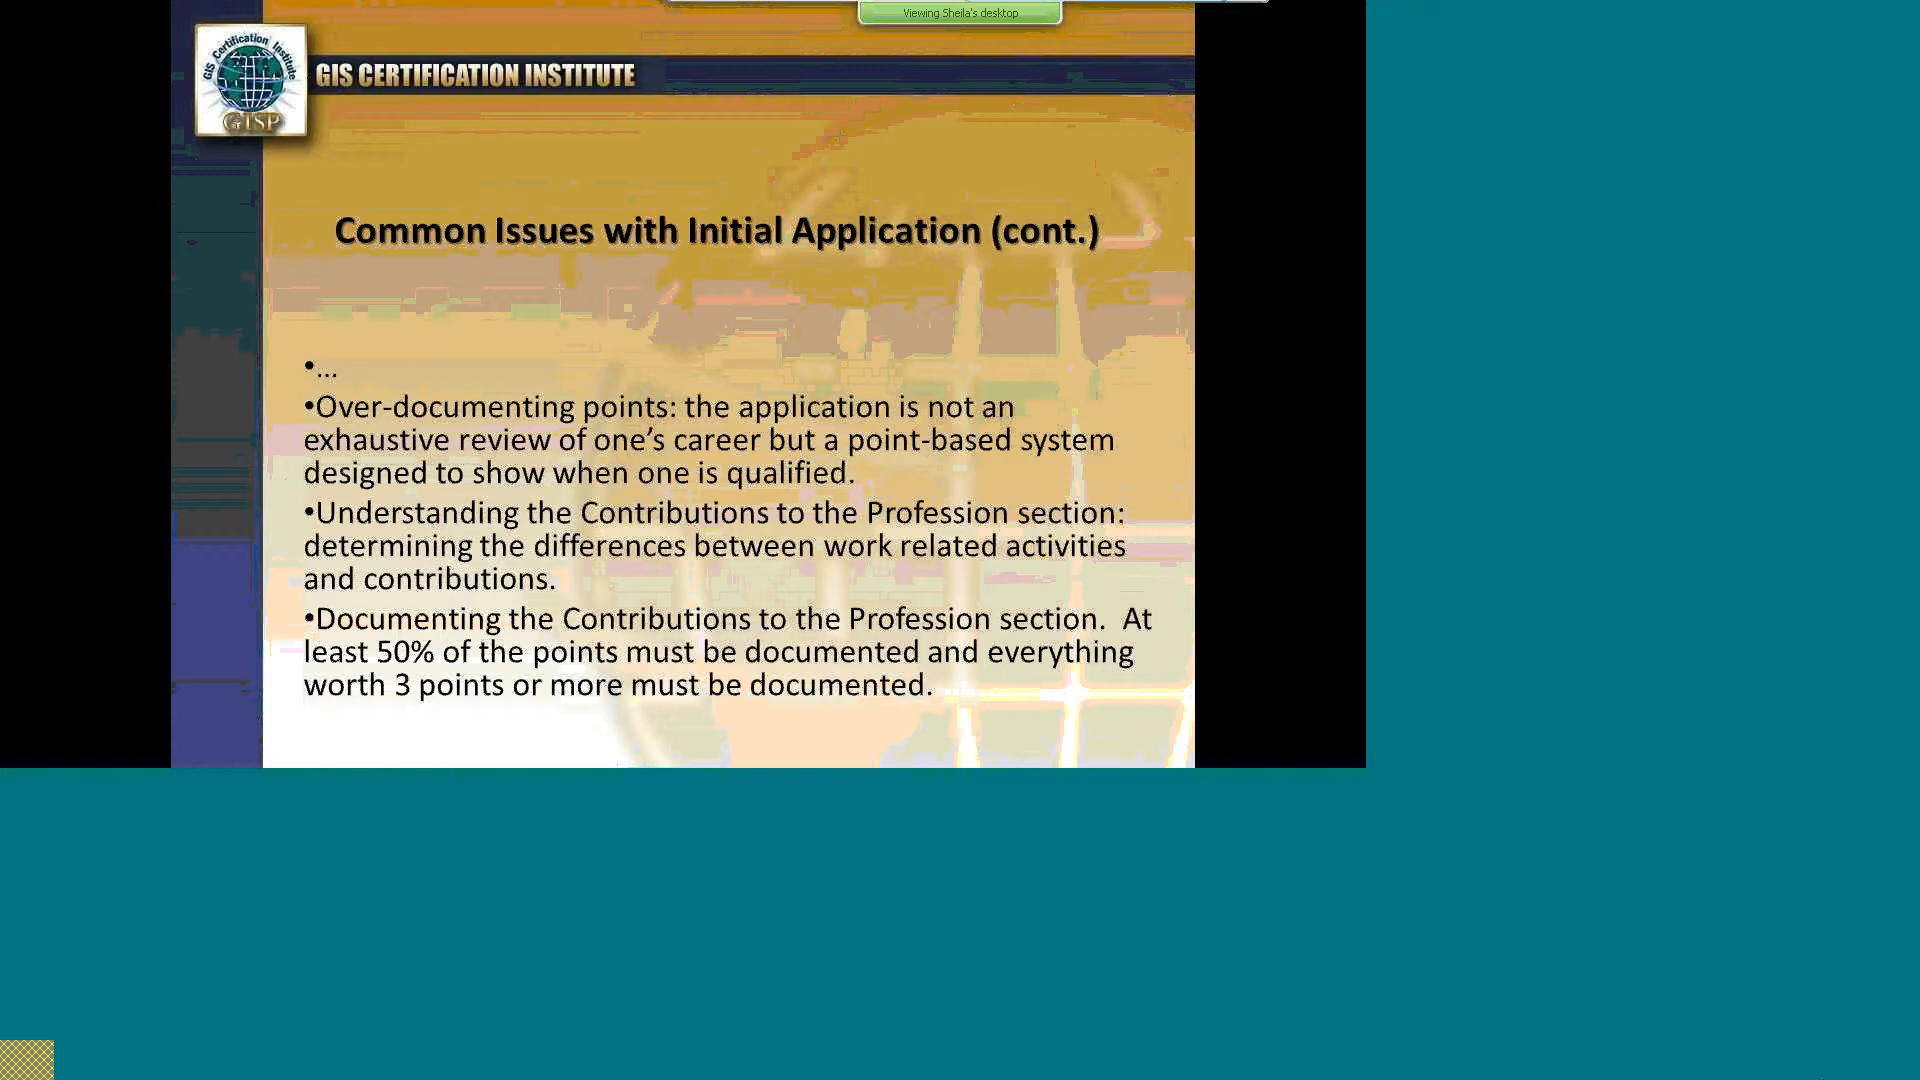 Viewing Sheila's desktop
GIS Certification Institute
GISP
GIS CERTIFICATION INSTITUTE
Common Issues with Initial Application (cont.)
•...
•Over-documenting points: the application is not an
exhaustive review of one’s career but a point-based system
designed to show when one is qualified.
•Understanding the Contributions to the Profession section:
determining the differences between work related activities
and contributions.
•Documenting the Contributions to the Profession section.  At
least 50% of the points must be documented and everything
worth 3 points or more must be documented.